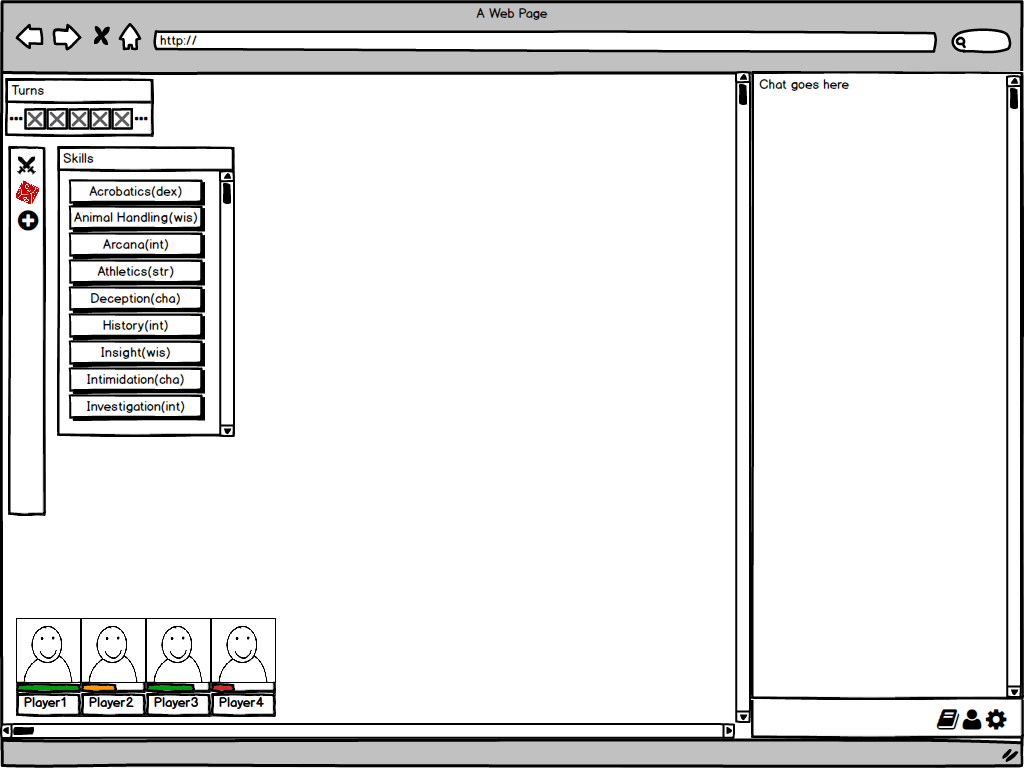 A Web Page
http://
Turns
Skills
Acrobatics(dex)
Animal Handling(wis)
Arcana(int)
Athletics(str)
Deception(cha)
History(int)
Insight(wis)
Intimidation(cha)
Investigation(int)
Player1 Player2 Player3 Player4
Chat goes here